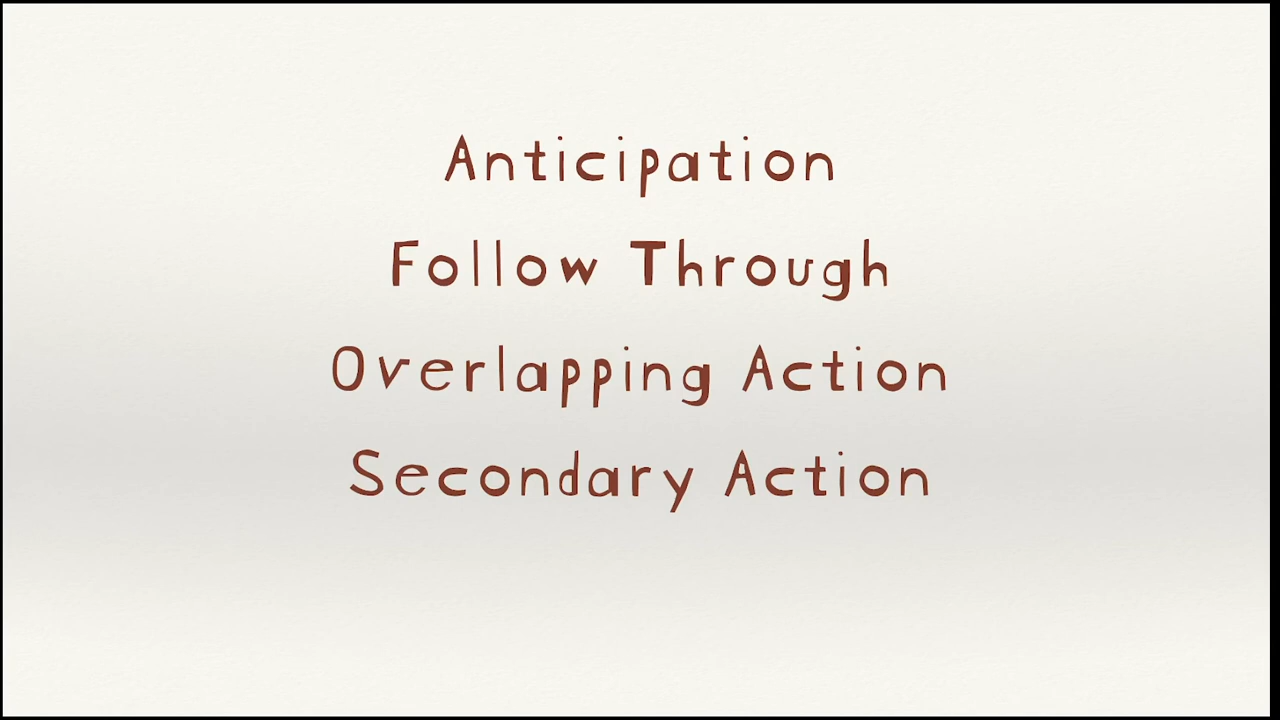 Anticipation
Follow Through
Overlapping Action
Secondary Action